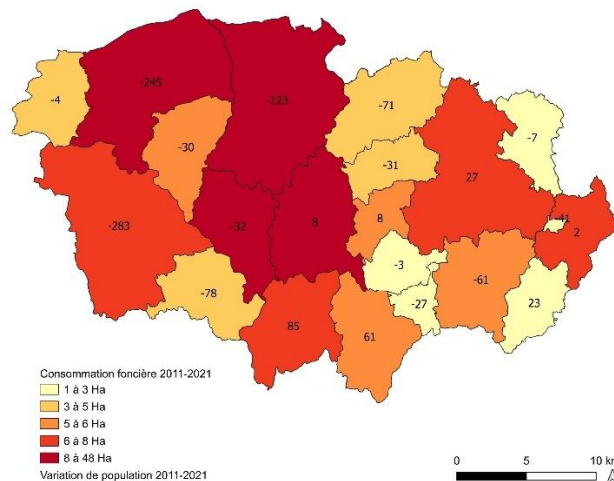 -245
-4
-123
-71
-7
-30
-31
27
-41
-283
-32
8
8
2
-3
-61
-78
-27
23
85
61
Consommation foncière 2011-2021
1 à 3 Ha
3 à 5 Ha
5 à 6 Ha
6 à 8 Ha
8 à 48 Ha
Variation de population 2011-2021
0 5 10 km